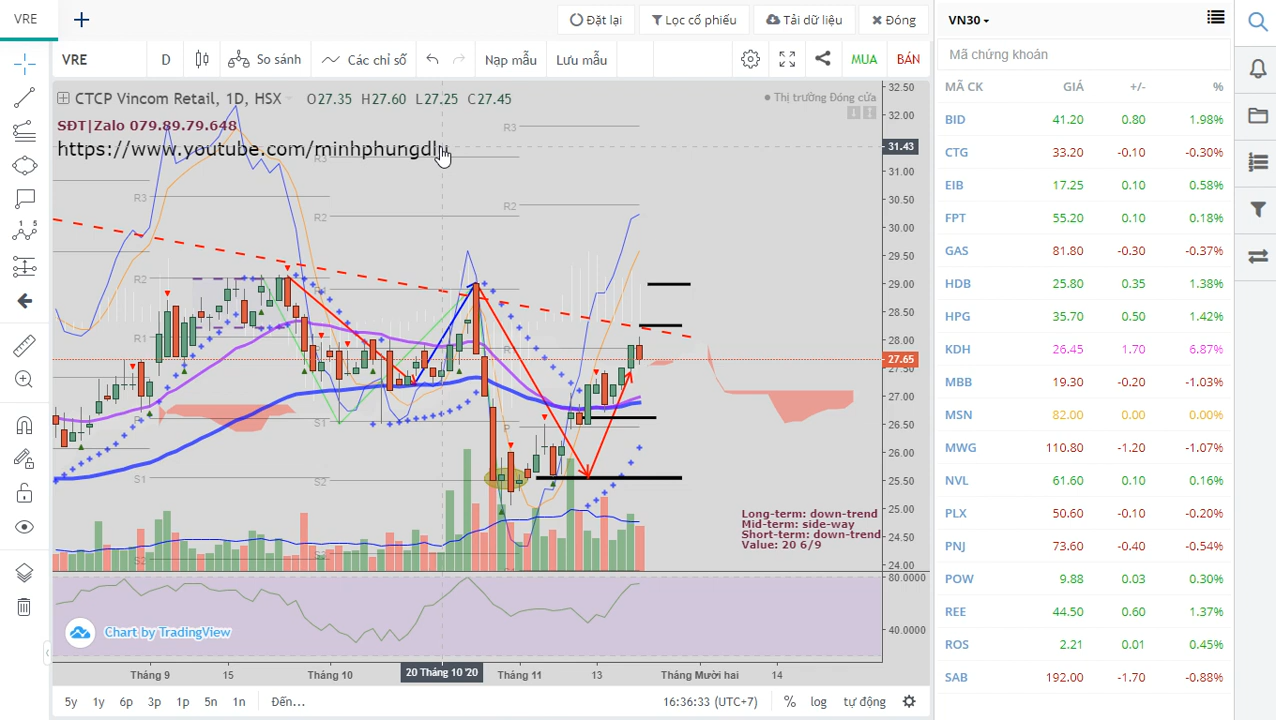 VRE
Đặt lại
Lọc cổ phiếu
Tải dữ liệu
Đóng
VRE
D
So sánh
Các chỉ số
Nạp mẫu
Lưu mẫu
MUA
BÁN
CTCP Vincom Retail, 1D, HSX
O27.35 H27.60 L27.25 C27.45
Thị trường Đóng cửa
SĐT|Zalo 079.89.79.648
https://www.youtube.com/minhphungdln
R3
R3
R3
R2
R2
R2
R1
R
P
S1
S1
S2
32.50
32.00
31.43
31.00
30.50
30.00
29.50
29.00
28.50
28.00
27.65
27.50
27.00
26.50
26.00
25.50
25.00
24.50
24.00
Long-term: down-trend
Mid-term: side-way
Short-term: down-trend
Value: 20 6/9
80.0000
40.0000
Chart by TradingView
Tháng 9
15
Tháng 10
20 Tháng 10 '20
Tháng 11
13
Tháng Mười hai
14
5y 1y 6p 3p 1p 5n 1n Đến...
16:36:33 (UTC+7) % log tự động
VN30
Mã chứng khoán
MÃ CK GIÁ +/- %
BID 41.20 0.80 1.98%
CTG 33.20 -0.10 -0.30%
EIB 17.25 0.10 0.58%
FPT 55.20 0.10 0.18%
GAS 81.80 -0.30 -0.37%
HDB 25.80 0.35 1.38%
HPG 35.70 0.50 1.42%
KDH 26.45 1.70 6.87%
MBB 19.30 -0.20 -1.03%
MSN 82.00 0.00 0.00%
MWG 110.80 -1.20 -1.07%
NVL 61.60 0.10 0.16%
PLX 50.60 -0.10 -0.20%
PNJ 73.60 -0.40 -0.54%
POW 9.88 0.03 0.30%
REE 44.50 0.60 1.37%
ROS 2.21 0.01 0.45%
SAB 192.00 -1.70 -0.88%